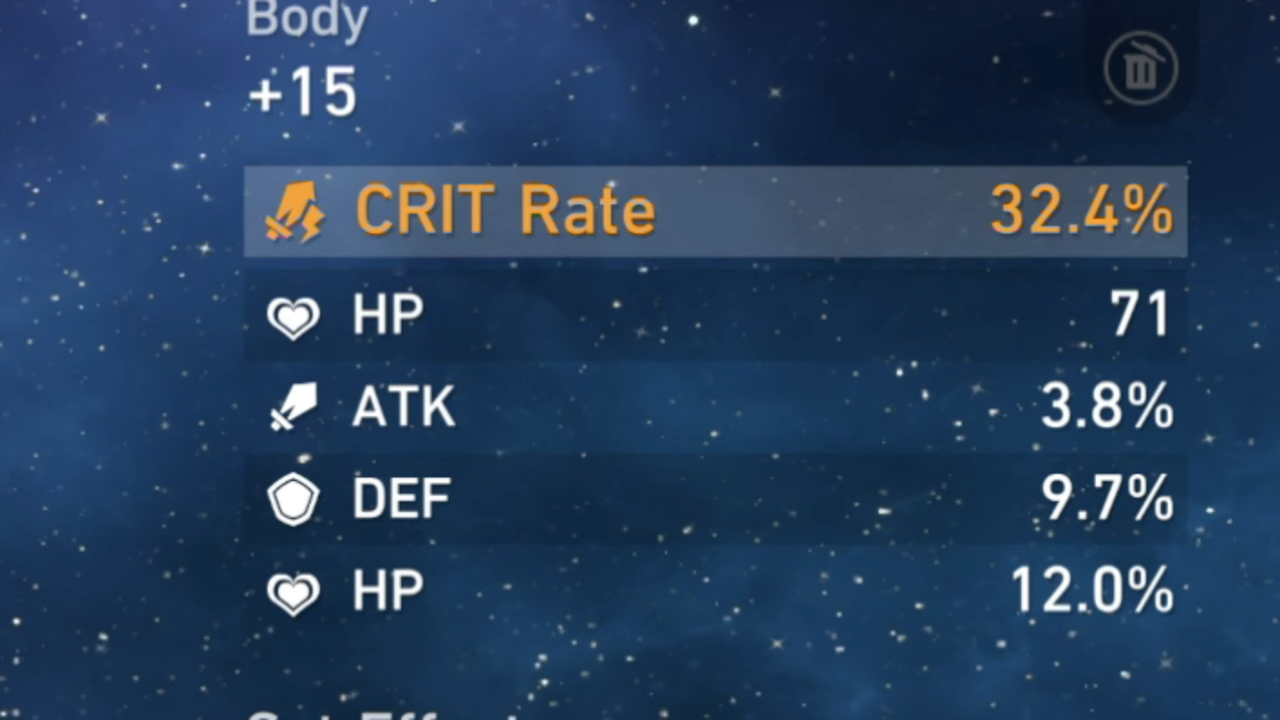 Body
+15
CRIT Rate 32.4%
HP 71
ATK 3.8%
DEF 9.7%
HP 12.0%